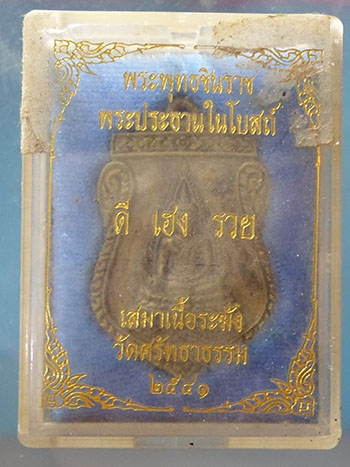 พระพุทธชินราช
พระประธานในโบสถ์
ดี เฮง รวย
เสมาเนื้อระฆัง
วัดศรัทธาธรรม
๒๕๔๑